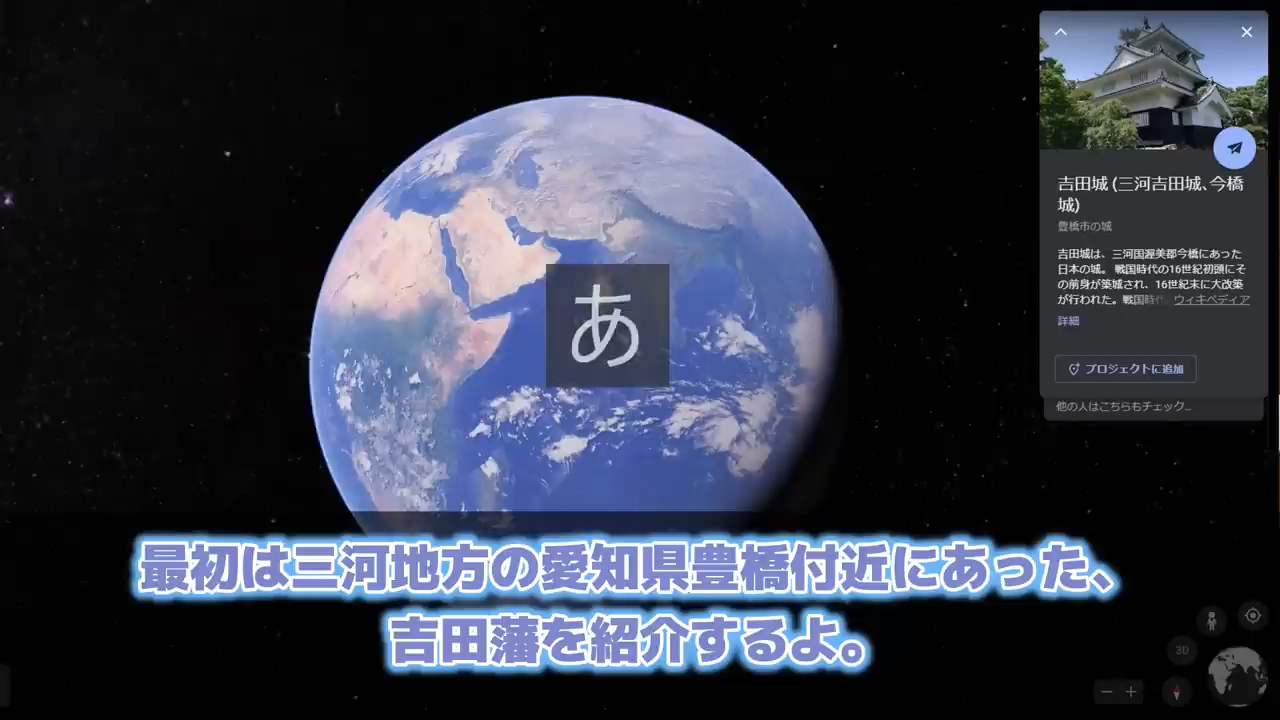 吉田城 (三河吉田城、今橋
城)
豊橋市の城
吉田城は、三河国渥美郡今橋にあった
日本の城。 戦国時代の16世紀初頭にそ
の前身が築城され、16世紀末に大改築
が行われた。戦国時代 ウィキペディア
詳細
プロジェクトに追加
他の人はこちらもチェック...
あ
最初は三河地方の愛知県豊橋付近にあった、
吉田藩を紹介するよ。
3D